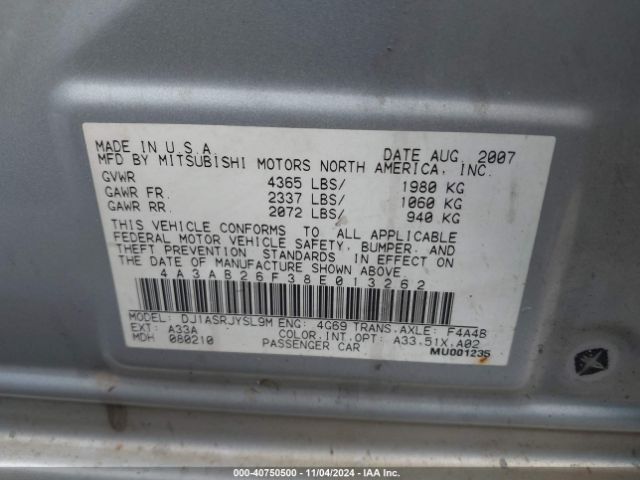 MADE IN U.S.A. DATE AUG. 2007
MFD BY MITSUBISHI MOTORS NORTH AMERICA, INC.
GVWR 4365 LBS/ 1980 KG
GAWR FR. 2337 LBS/ 1060 KG
GAWR RR. 2072 LBS/ 940 KG
THIS VEHICLE CONFORMS TO ALL APPLICABLE
FEDERAL MOTOR VEHICLE SAFETY, BUMPER, AND
THEFT PREVENTION STANDARDS IN EFFECT ON
THE DATE OF MANUFACTURE SHOWN ABOVE.
4A3AB26F38E013262
MODEL: DJ1ASRJYSL9M ENG: 4G69 TRANS.AXLE: F4A4B
EXT: A33A COLOR.INT.OPT: A33.51X.A02
MDH 080210 PASSENGER CAR MU001235
000-40750500 - 11/04/2024 - IAA Inc.